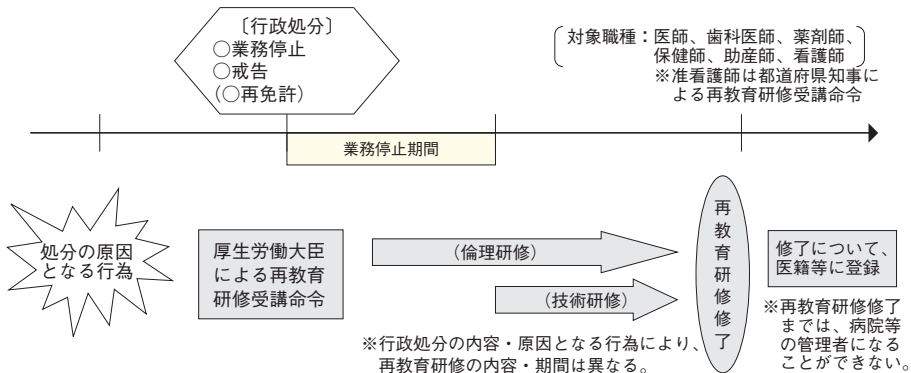 〔行政処分〕
○業務停止
○戒告
(○再免許)
対象職種：医師、歯科医師、薬剤師、
保健師、助産師、看護師
※准看護師は都道府県知事に
よる再教育研修受講命令
業務停止期間
処分の原因
となる行為
厚生労働大臣
による再教育
研修受講命令
(倫理研修)
(技術研修)
再教育研修修了
修了について、
医籍等に登録
※行政処分の内容・原因となる行為により、
再教育研修の内容・期間は異なる。
※再教育研修修了
までは、病院等
の管理者になる
ことができない。